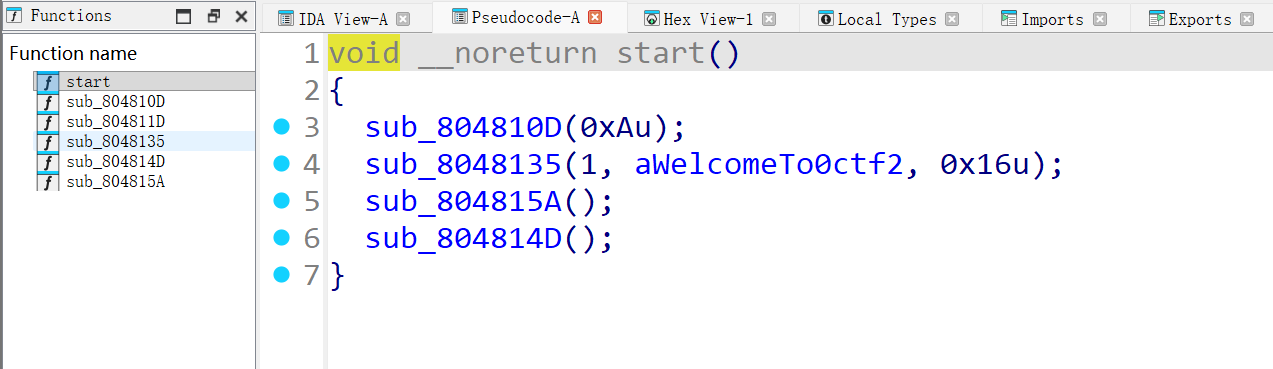 Functions
Function name
start
sub_804810D
sub_804811D
sub_8048135
sub_804814D
sub_804815A
IDA View-A
Pseudocode-A
Hex View-1
Local Types
Imports
Exports
1 void __noreturn start()
2 {
3 sub_804810D(0xAu);
4 sub_8048135(1, aWelcomeTo0ctf2, 0x16u);
5 sub_804815A();
6 sub_804814D();
7 }